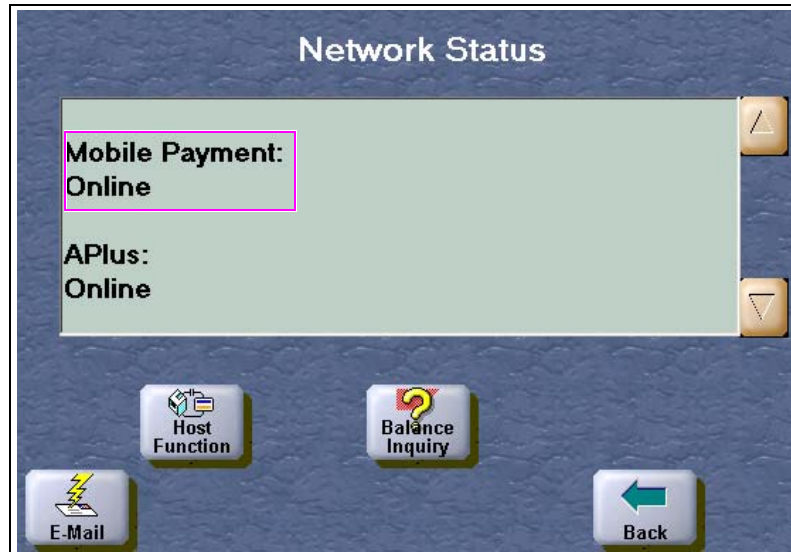 Network Status
Mobile Payment:
Online
APlus:
Online
Host
Function
Balance
Inquiry
E-Mail
Back